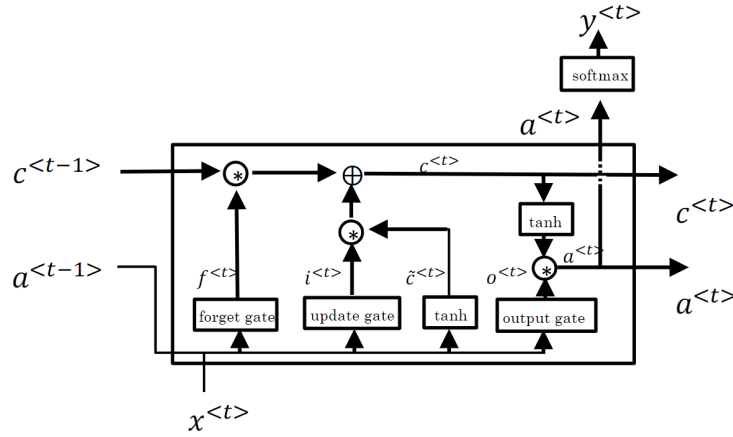 y^{<t>}
softmax
a^{<t>}
c^{<t-1>}
*
⊕
c^{<t>}
c^{<t>}
tanh
*
a^{<t-1>}
f^{<t>}
i^{<t>}
c̃^{<t>}
o^{<t>}
*
a^{<t>}
a^{<t>}
forget gate
update gate
tanh
output gate
x^{<t>}